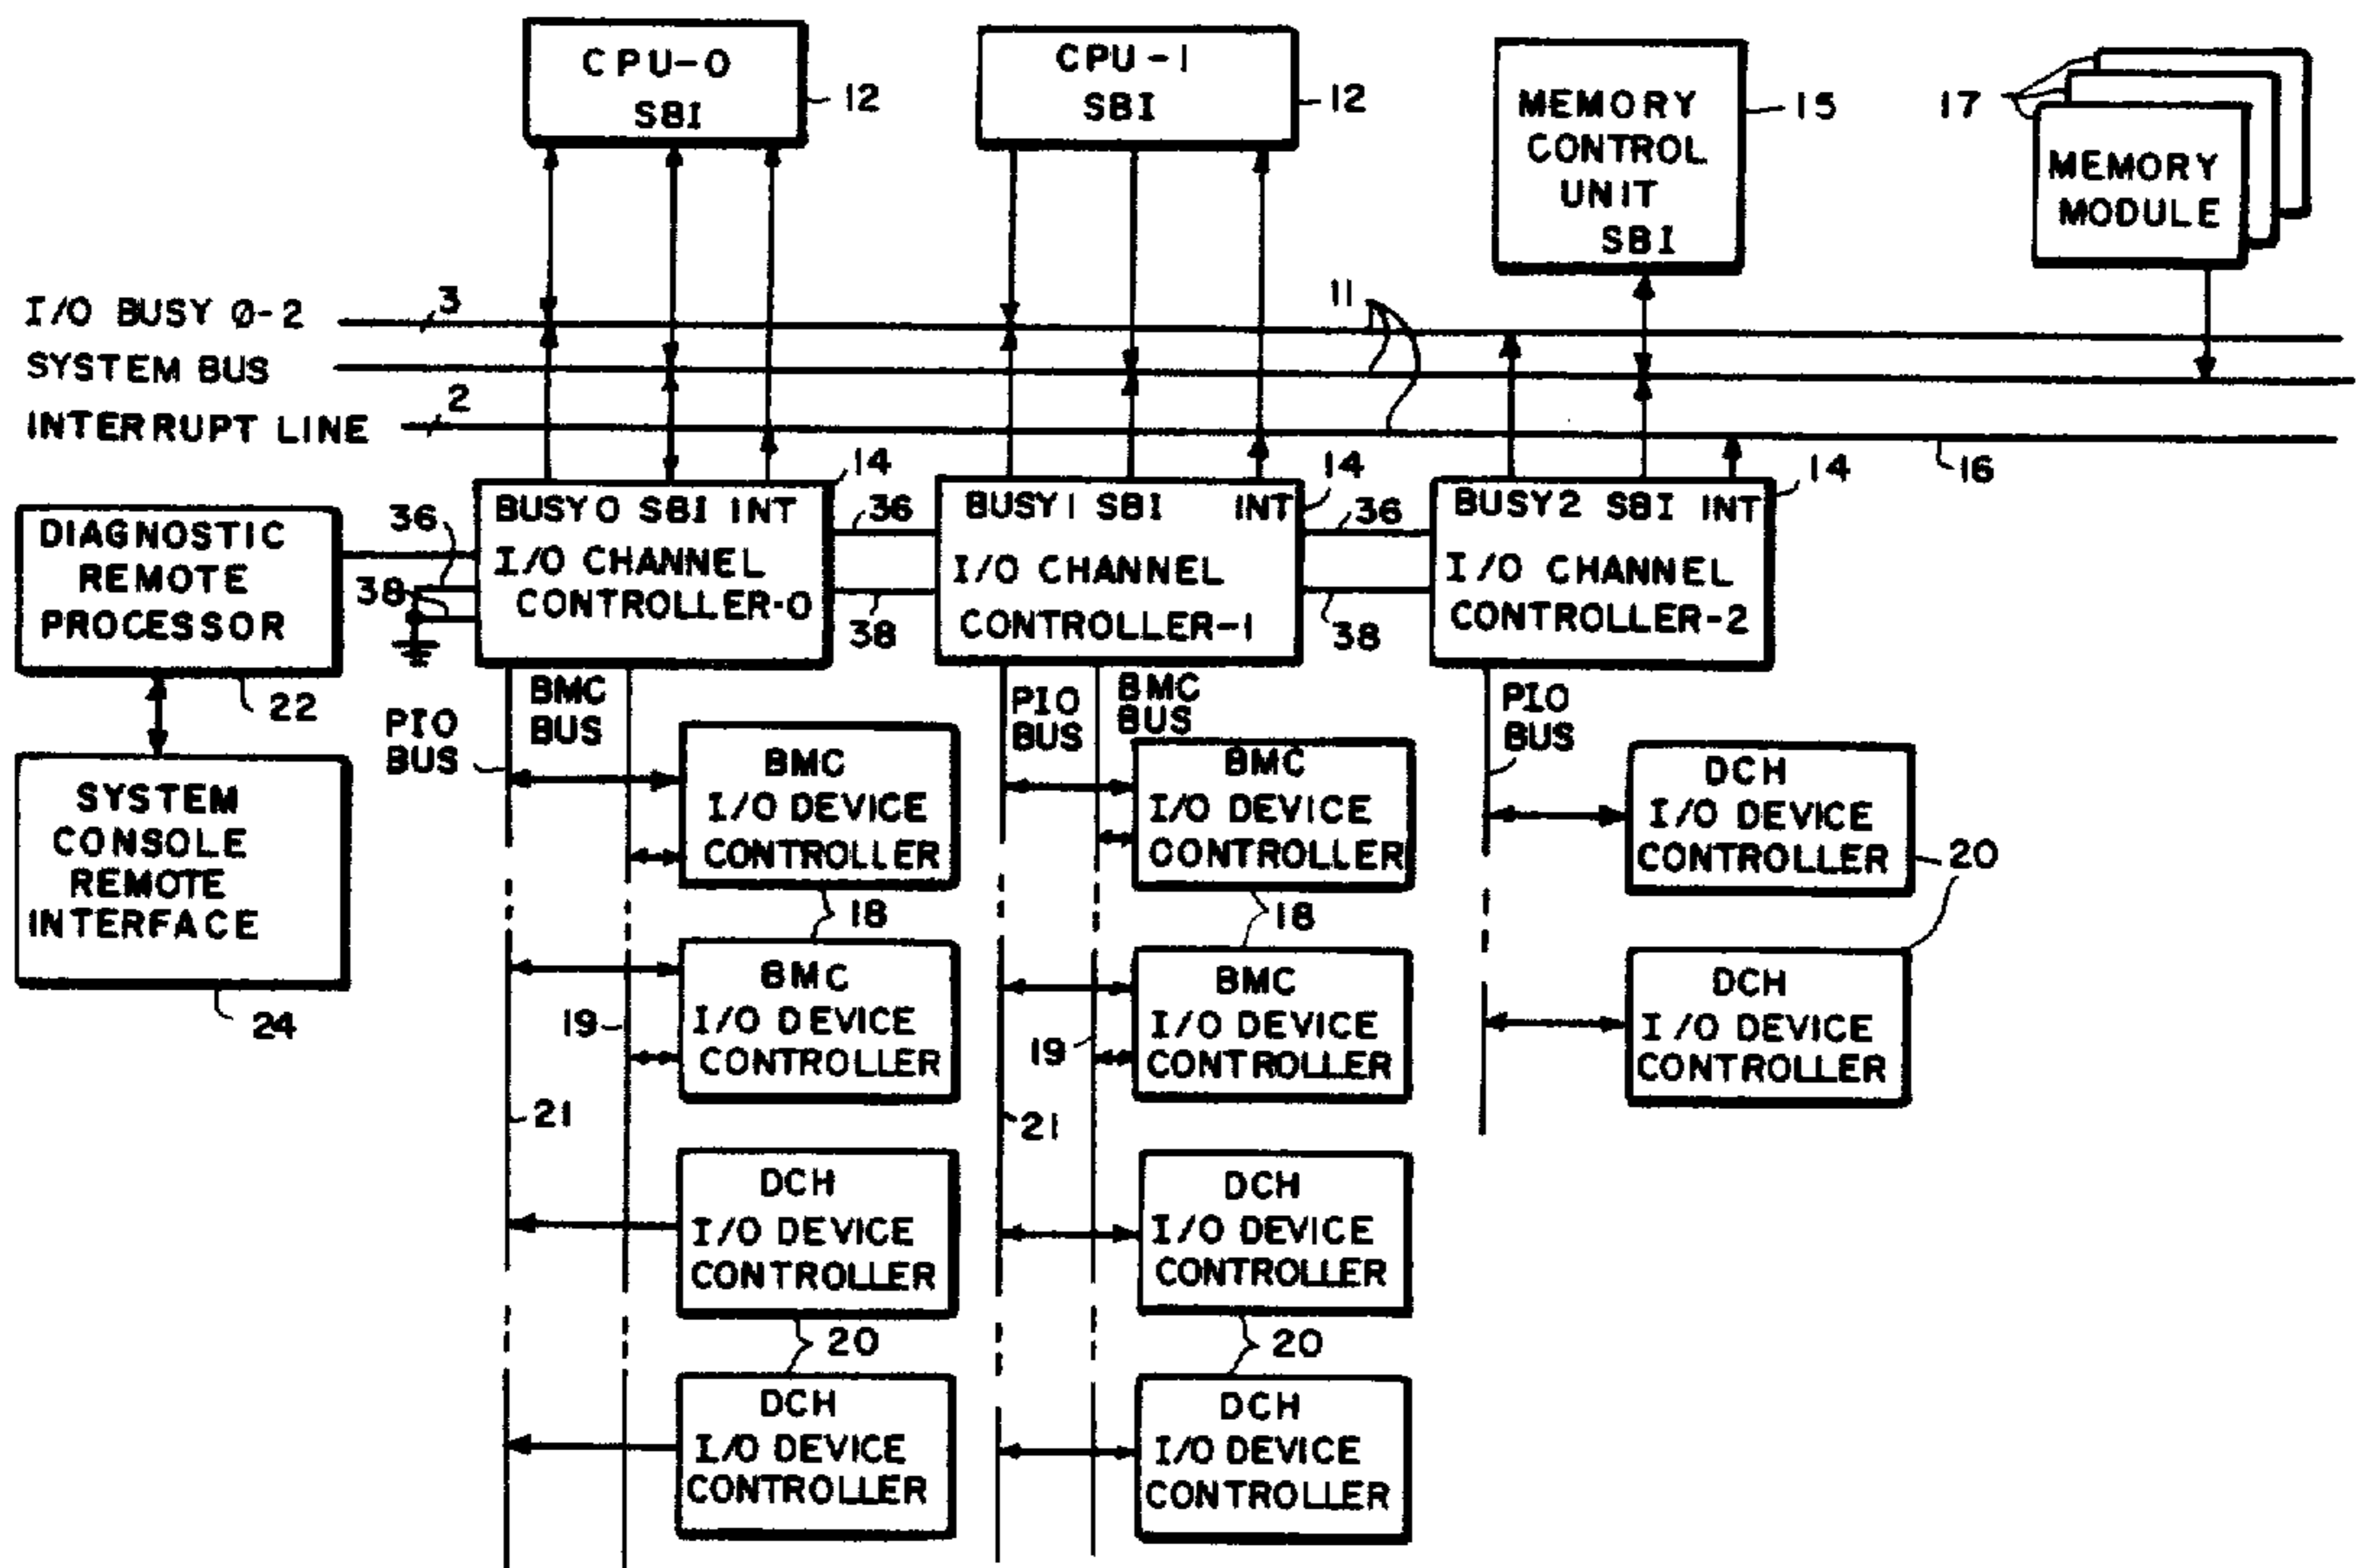 CPU-0
SBI
12
CPU-1
SBI
12
MEMORY
CONTROL
UNIT
SBI
15
17
MEMORY
MODULE
I/O BUSY 0-2
3
11
SYSTEM BUS
2
INTERRUPT LINE
16
14
14
14
DIAGNOSTIC
REMOTE
PROCESSOR
22
36
38
BUSY0 SBI INT
I/O CHANNEL
CONTROLLER-0
36
38
BUSY1 SBI INT
I/O CHANNEL
CONTROLLER-1
36
38
BUSY2 SBI INT
I/O CHANNEL
CONTROLLER-2
SYSTEM
CONSOLE
REMOTE
INTERFACE
24
PIO
BUS
BMC
BUS
BMC
I/O DEVICE
CONTROLLER
18
BMC
I/O DEVICE
CONTROLLER
19
21
DCH
I/O DEVICE
CONTROLLER
20
DCH
I/O DEVICE
CONTROLLER
PIO
BUS
BMC
BUS
BMC
I/O DEVICE
CONTROLLER
18
BMC
I/O DEVICE
CONTROLLER
19
21
DCH
I/O DEVICE
CONTROLLER
20
DCH
I/O DEVICE
CONTROLLER
PIO
BUS
DCH
I/O DEVICE
CONTROLLER
20
DCH
I/O DEVICE
CONTROLLER